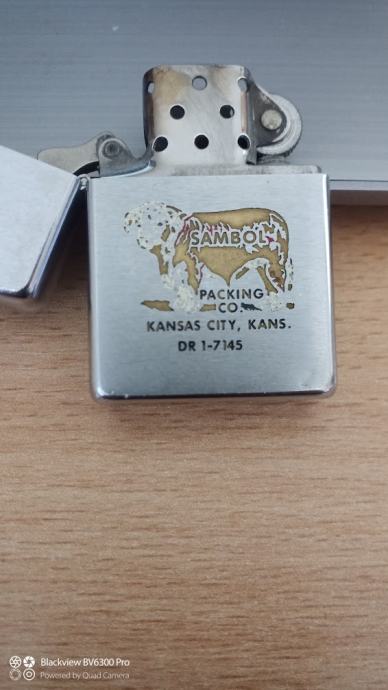 SAMBOL
PACKING
CO.
KANSAS CITY, KANS.
DR 1-7145
Blackview BV6300 Pro
Powered by Quad Camera